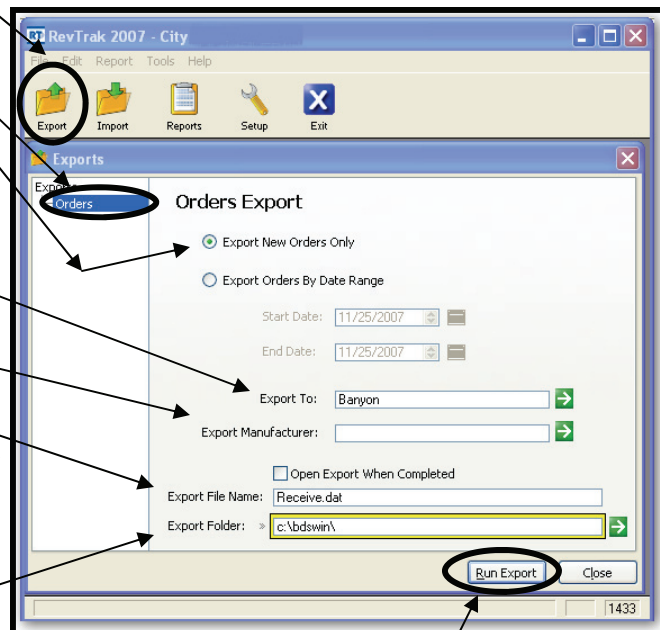 RT RevTrak 2007 - City
File Edit Report Tools Help
Export Import Reports Setup Exit
Exports
Exports
Orders
Orders Export
Export New Orders Only
Export Orders By Date Range
Start Date: 11/25/2007
End Date: 11/25/2007
Export To: Banyon
Export Manufacturer:
Open Export When Completed
Export File Name: Receive.dat
Export Folder: » c:\bdswin\
Run Export Close
1433